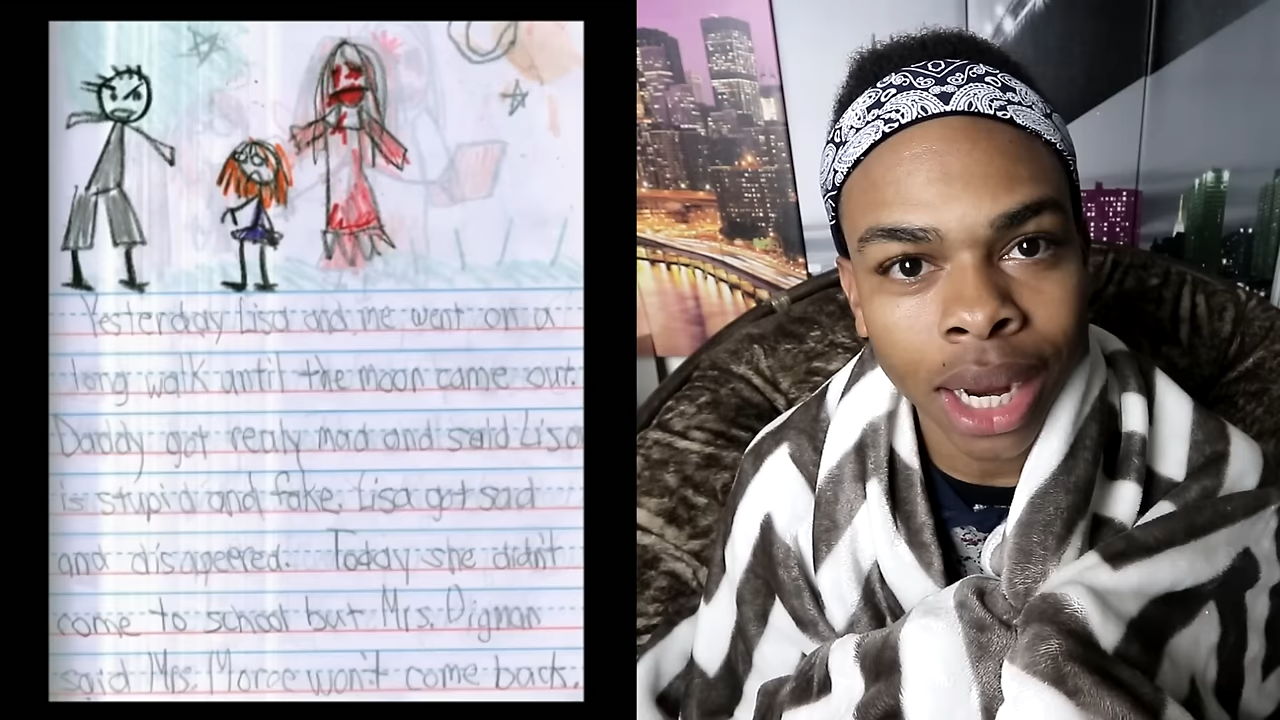 Yesterday Lisa and me went on a
long walk until the moon came out.
Daddy got realy mad and said Lisa
is stupid and fake. Lisa got sad
and disapeered. Today she didn't
come to school but Mrs. Dignan
said Mrs. Maroe won't come back.